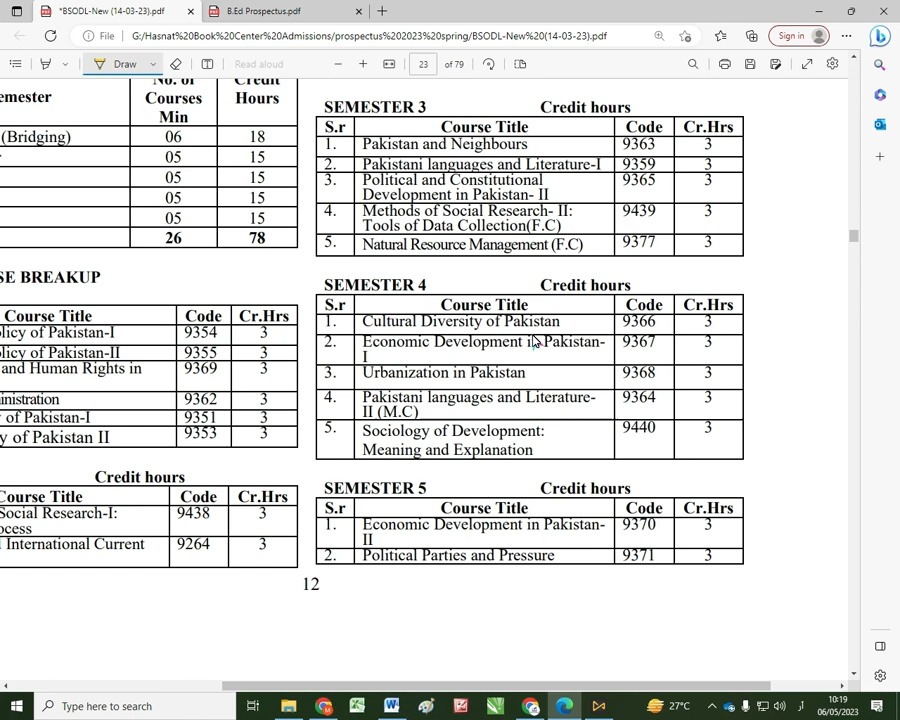 *BSODL-New (14-03-23).pdf
B.Ed Prospectus.pdf
File
G:/Hasnat%20Book%20Center%20Admissions/prospectus%202023%20spring/BSODL-New%20(14-03-23).pdf
Sign in
Draw
Read aloud
23
of 79
emester
No. of
Courses
Min
Credit
Hours
(Bridging) 06 18
05 15
05 15
05 15
05 15
26 78
SE BREAKUP
Course Title Code Cr.Hrs
licy of Pakistan-I 9354 3
licy of Pakistan-II 9355 3
and Human Rights in 9369 3
inistration 9362 3
of Pakistan-I 9351 3
y of Pakistan II 9353 3
Credit hours
Course Title Code Cr.Hrs
Social Research-I: 9438 3
ocess
International Current 9264 3
SEMESTER 3 Credit hours
S.r Course Title Code Cr.Hrs
1. Pakistan and Neighbours 9363 3
2. Pakistani languages and Literature-I 9359 3
3. Political and Constitutional 9365 3
Development in Pakistan- II
4. Methods of Social Research- II: 9439 3
Tools of Data Collection(F.C)
5. Natural Resource Management (F.C) 9377 3
SEMESTER 4 Credit hours
S.r Course Title Code Cr.Hrs
1. Cultural Diversity of Pakistan 9366 3
2. Economic Development in Pakistan- 9367 3
I
3. Urbanization in Pakistan 9368 3
4. Pakistani languages and Literature- 9364 3
II (M.C)
5. Sociology of Development: 9440 3
Meaning and Explanation
SEMESTER 5 Credit hours
S.r Course Title Code Cr.Hrs
1. Economic Development in Pakistan- 9370 3
II
2. Political Parties and Pressure 9371 3
12
Type here to search
27°C
10:19
06/05/2023